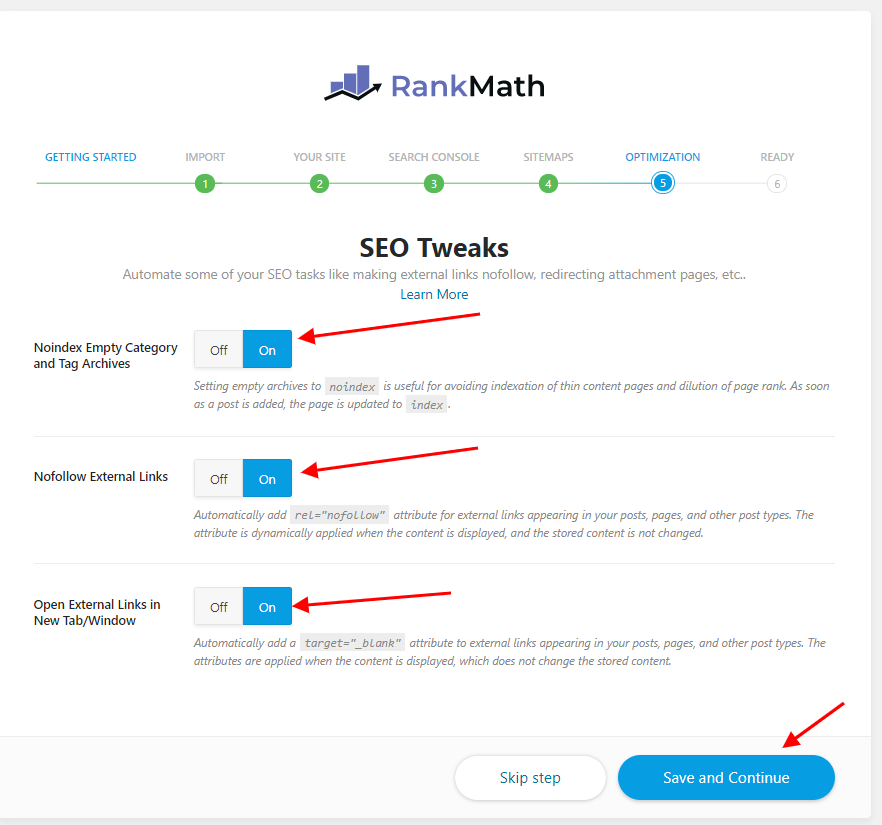 RankMath
GETTING STARTED
IMPORT
YOUR SITE
SEARCH CONSOLE
SITEMAPS
OPTIMIZATION
READY
1
2
3
4
5
6
SEO Tweaks
Automate some of your SEO tasks like making external links nofollow, redirecting attachment pages, etc..
Learn More
Noindex Empty Category
and Tag Archives
Off
On
Setting empty archives to noindex is useful for avoiding indexation of thin content pages and dilution of page rank. As soon
as a post is added, the page is updated to index .
Nofollow External Links
Off
On
Automatically add rel="nofollow" attribute for external links appearing in your posts, pages, and other post types. The
attribute is dynamically applied when the content is displayed, and the stored content is not changed.
Open External Links in
New Tab/Window
Off
On
Automatically add a target="_blank" attribute to external links appearing in your posts, pages, and other post types. The
attributes are applied when the content is displayed, which does not change the stored content.
Skip step
Save and Continue